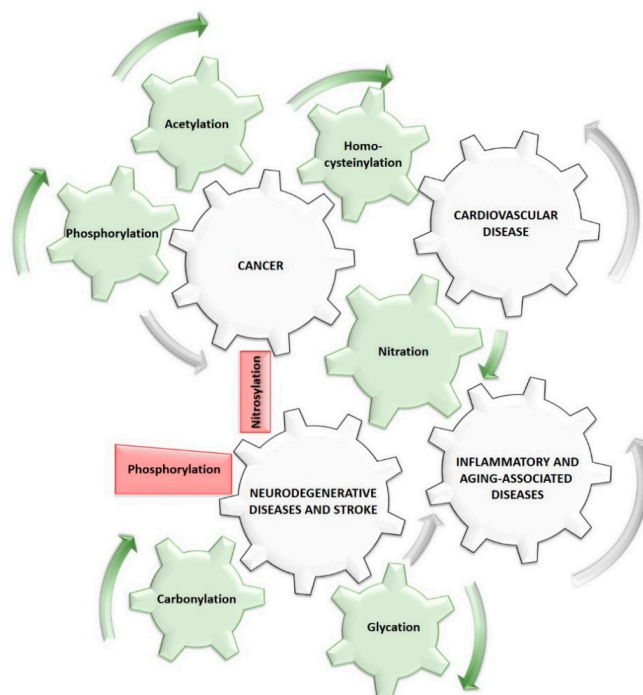 Acetylation
Homo-
cysteinylation
Phosphorylation
CARDIOVASCULAR
DISEASE
CANCER
Nitration
Nitrosylation
Phosphorylation
INFLAMMATORY AND
AGING-ASSOCIATED
DISEASES
NEURODEGENERATIVE
DISEASES AND STROKE
Carbonylation
Glycation